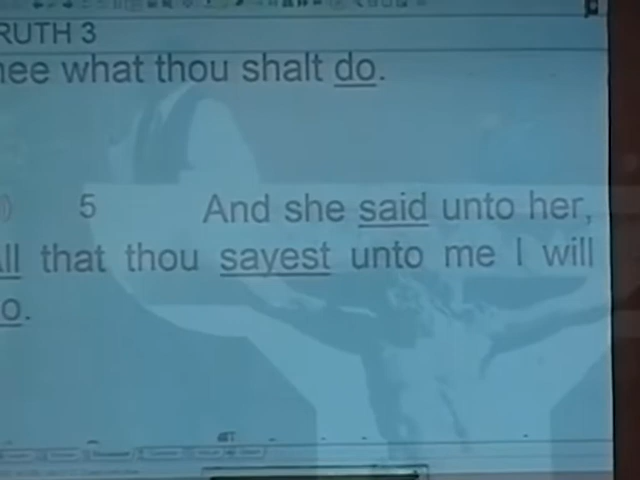 RUTH 3
hee what thou shalt do.
5 And she said unto her,
ll that thou sayest unto me I will
o.